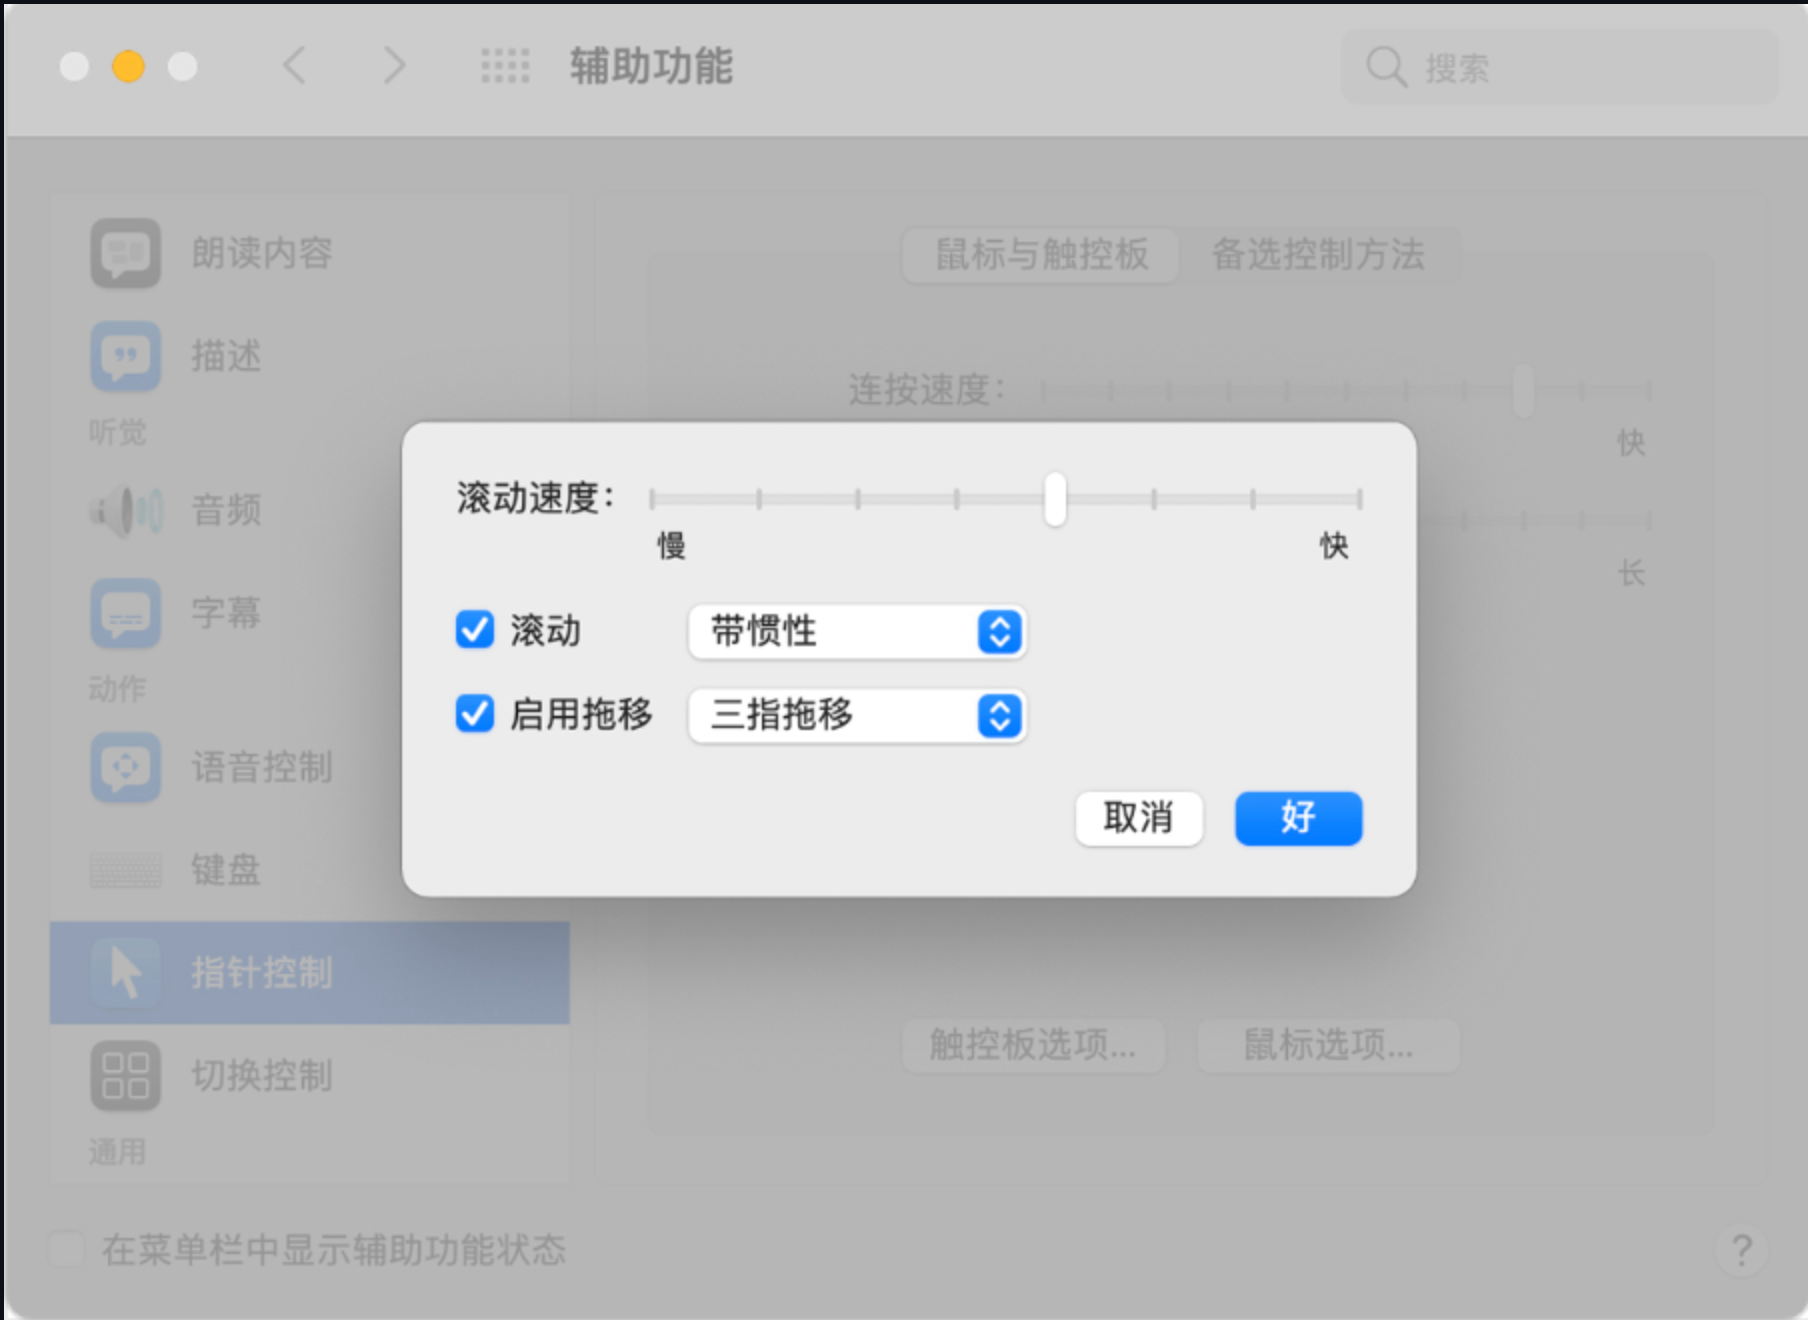 辅助功能
搜索
朗读内容
描述
听觉
音频
字幕
动作
语音控制
键盘
指针控制
切换控制
通用
鼠标与触控板 备选控制方法
连按速度：
快
长
滚动速度：
慢 快
滚动 带惯性
启用拖移 三指拖移
取消 好
触控板选项... 鼠标选项...
在菜单栏中显示辅助功能状态
?